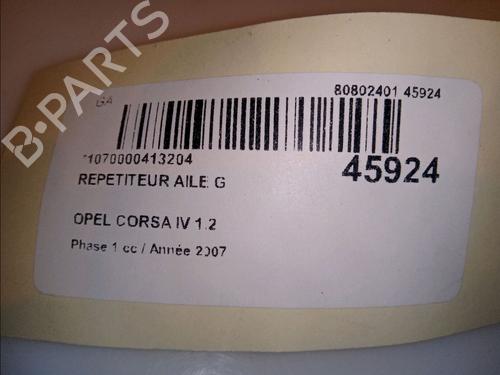 80802401 45924
GA
*1070000413204
45924
REPETITEUR AILE G
OPEL CORSA IV 1.2
Phase 1 cc / Année 2007
B-PARTS